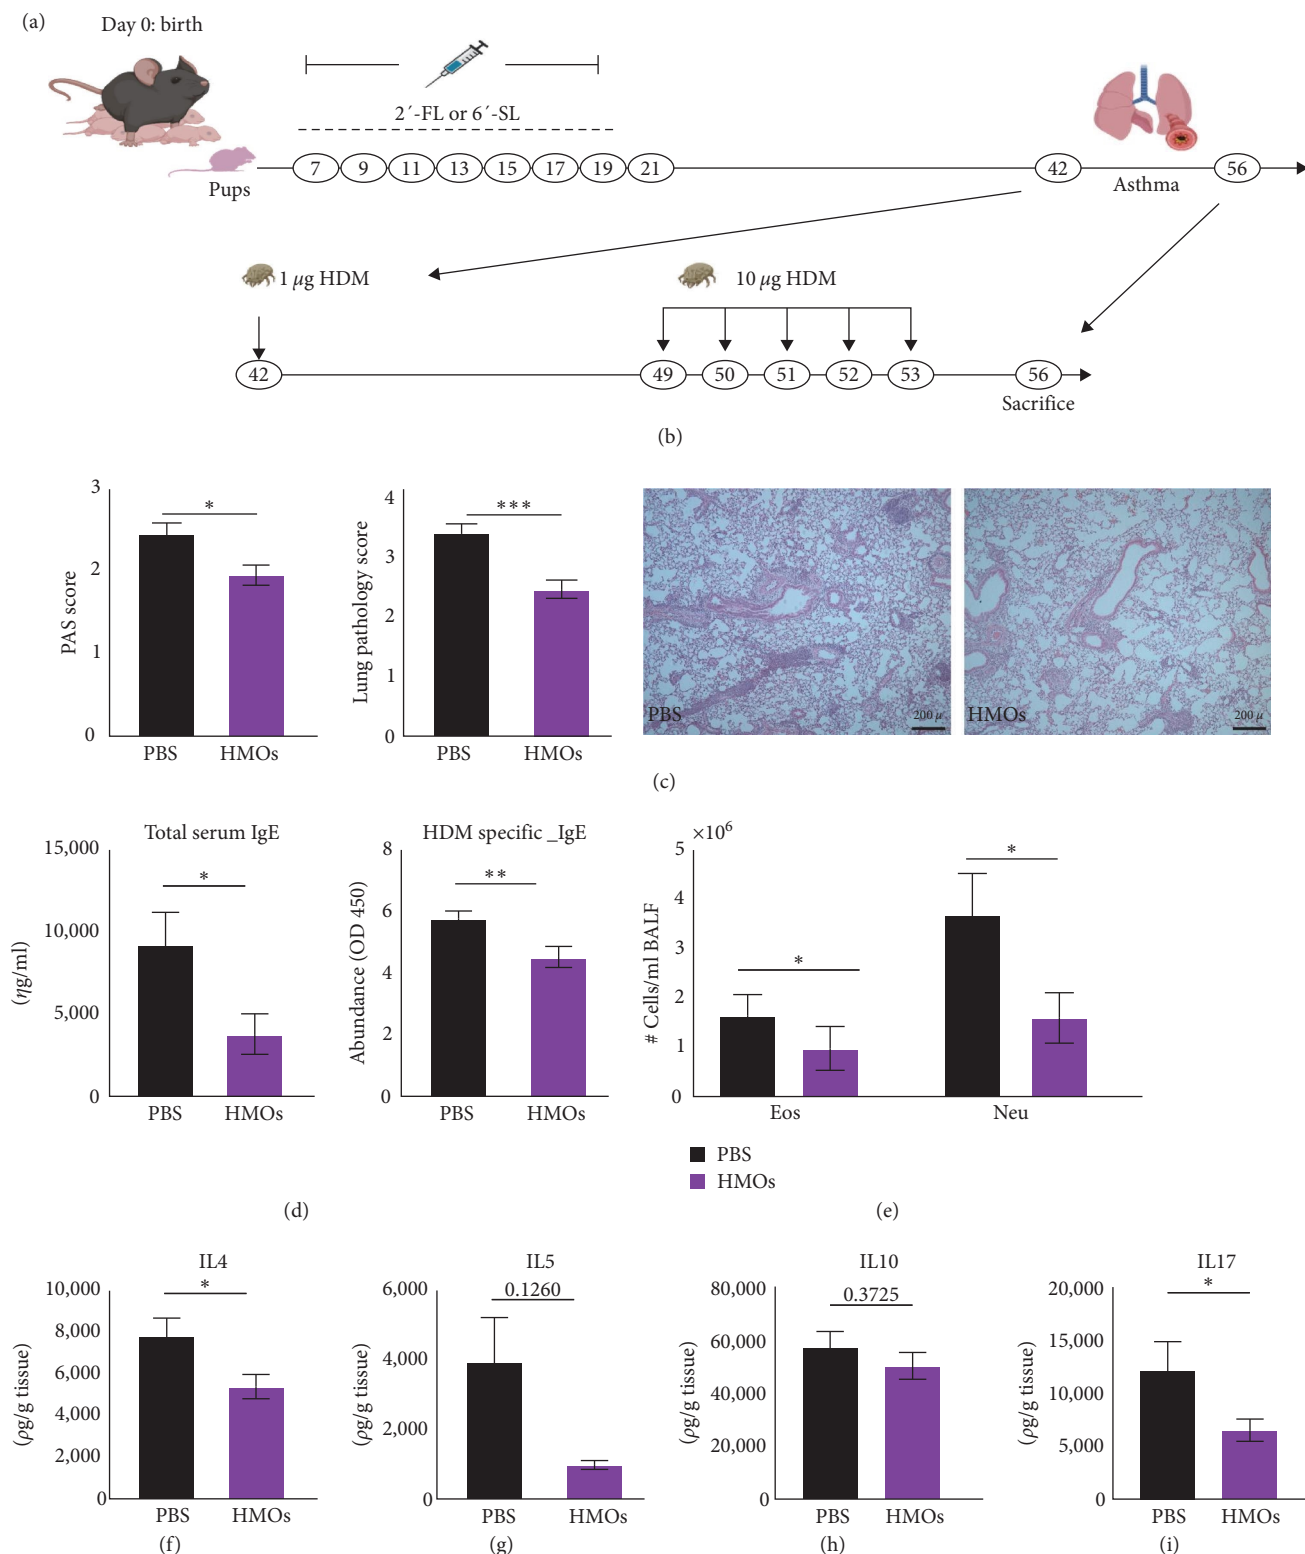 (a)
Day 0: birth
2´-FL or 6´-SL
7 9 11 13 15 17 19 21 42 56
Pups
Asthma
1 µg HDM
10 µg HDM
42 49 50 51 52 53 56
Sacrifice
(b)
3
2
1
0
PAS score
*
PBS HMOs
4
3
2
1
0
Lung pathology score
***
PBS HMOs
PBS
200 µ
HMOs
200 µ
(c)
Total serum IgE
15,000
10,000
5,000
0
(ηg/ml)
*
PBS HMOs
HDM specific _IgE
8
6
4
2
0
Abundance (OD 450)
**
PBS HMOs
(d)
×10⁶
5
4
3
2
1
0
# Cells/ml BALF
*
*
Eos Neu
PBS
HMOs
(e)
IL4
10,000
8,000
6,000
4,000
2,000
0
(ρg/g tissue)
*
PBS HMOs
(f)
IL5
6,000
4,000
2,000
0
(ρg/g tissue)
0.1260
PBS HMOs
(g)
IL10
80,000
60,000
40,000
20,000
0
(ρg/g tissue)
0.3725
PBS HMOs
(h)
IL17
20,000
15,000
10,000
5,000
0
(ρg/g tissue)
*
PBS HMOs
(i)